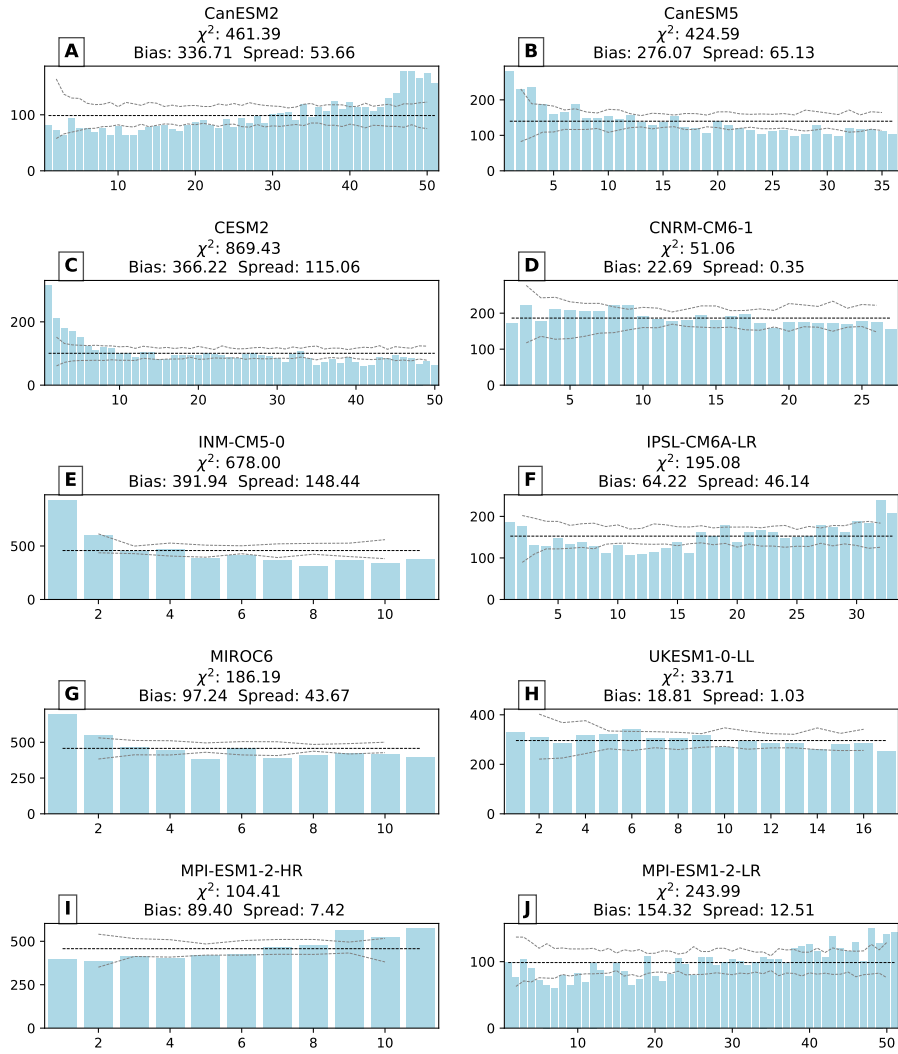 CanESM2
χ²: 461.39
A
Bias: 336.71 Spread: 53.66
100
0
10 20 30 40 50
CanESM5
χ²: 424.59
B
Bias: 276.07 Spread: 65.13
200
100
0
5 10 15 20 25 30 35
CESM2
χ²: 869.43
C
Bias: 366.22 Spread: 115.06
200
0
10 20 30 40 50
CNRM-CM6-1
χ²: 51.06
D
Bias: 22.69 Spread: 0.35
200
100
0
5 10 15 20 25
INM-CM5-0
χ²: 678.00
E
Bias: 391.94 Spread: 148.44
500
0
2 4 6 8 10
IPSL-CM6A-LR
χ²: 195.08
F
Bias: 64.22 Spread: 46.14
200
100
0
5 10 15 20 25 30
MIROC6
χ²: 186.19
G
Bias: 97.24 Spread: 43.67
500
250
0
2 4 6 8 10
UKESM1-0-LL
χ²: 33.71
H
Bias: 18.81 Spread: 1.03
400
200
0
2 4 6 8 10 12 14 16
MPI-ESM1-2-HR
χ²: 104.41
I
Bias: 89.40 Spread: 7.42
500
250
0
2 4 6 8 10
MPI-ESM1-2-LR
χ²: 243.99
J
Bias: 154.32 Spread: 12.51
100
0
10 20 30 40 50